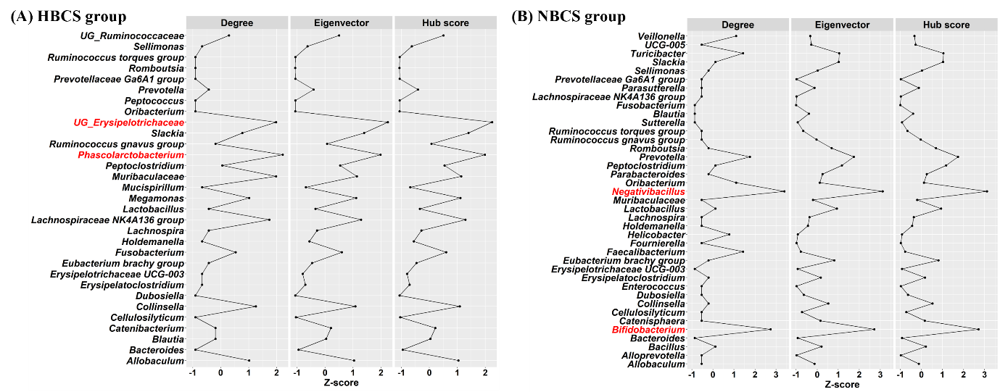 (A) HBCS group
Degree Eigenvector Hub score
UG_Ruminococcaceae
Sellimonas
Ruminococcus torques group
Romboutsia
Prevotellaceae Ga6A1 group
Prevotella
Peptococcus
Oribacterium
UG_Erysipelotrichaceae
Slackia
Ruminococcus gnavus group
Phascolarctobacterium
Peptoclostridium
Muribaculaceae
Mucispirillum
Megamonas
Lactobacillus
Lachnospiraceae NK4A136 group
Lachnospira
Holdemanella
Fusobacterium
Eubacterium brachy group
Erysipelotrichaceae UCG-003
Erysipelatoclostridium
Dubosiella
Collinsella
Cellulosilyticum
Catenibacterium
Blautia
Bacteroides
Allobaculum
-1 0 1 2 -1 0 1 2 -1 0 1 2
Z-score
(B) NBCS group
Degree Eigenvector Hub score
Veillonella
UCG-005
Turicibacter
Slackia
Sellimonas
Prevotellaceae Ga6A1 group
Parasutterella
Lachnospiraceae NK4A136 group
Fusobacterium
Blautia
Sutterella
Ruminococcus torques group
Ruminococcus gnavus group
Romboutsia
Prevotella
Peptoclostridium
Parabacteroides
Oribacterium
Negativibacillus
Muribaculaceae
Lactobacillus
Lachnospira
Holdemanella
Helicobacter
Fournierella
Faecalibacterium
Eubacterium brachy group
Erysipelotrichaceae UCG-003
Erysipelatoclostridium
Enterococcus
Dubosiella
Collinsella
Cellulosilyticum
Catenisphaera
Bifidobacterium
Bacteroides
Bacillus
Alloprevotella
Allobaculum
-1 0 1 2 3 -1 0 1 2 3 -1 0 1 2 3
Z-score